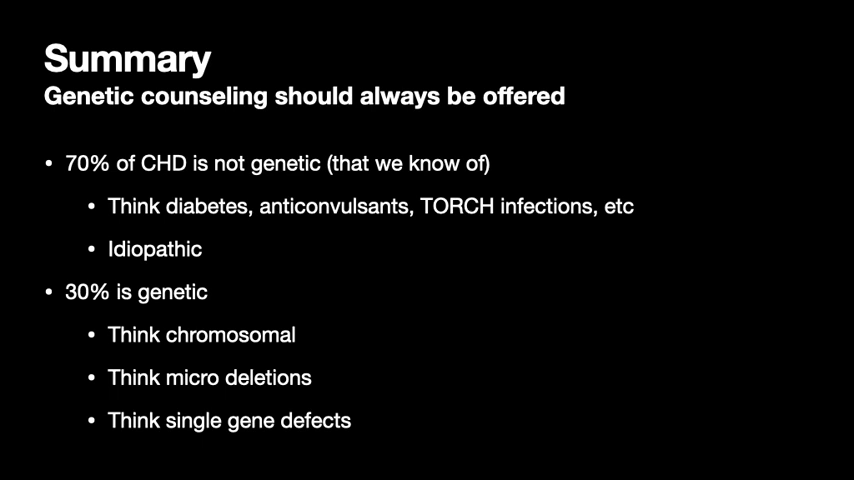 Summary
Genetic counseling should always be offered
• 70% of CHD is not genetic (that we know of)
• Think diabetes, anticonvulsants, TORCH infections, etc
• Idiopathic
• 30% is genetic
• Think chromosomal
• Think micro deletions
• Think single gene defects